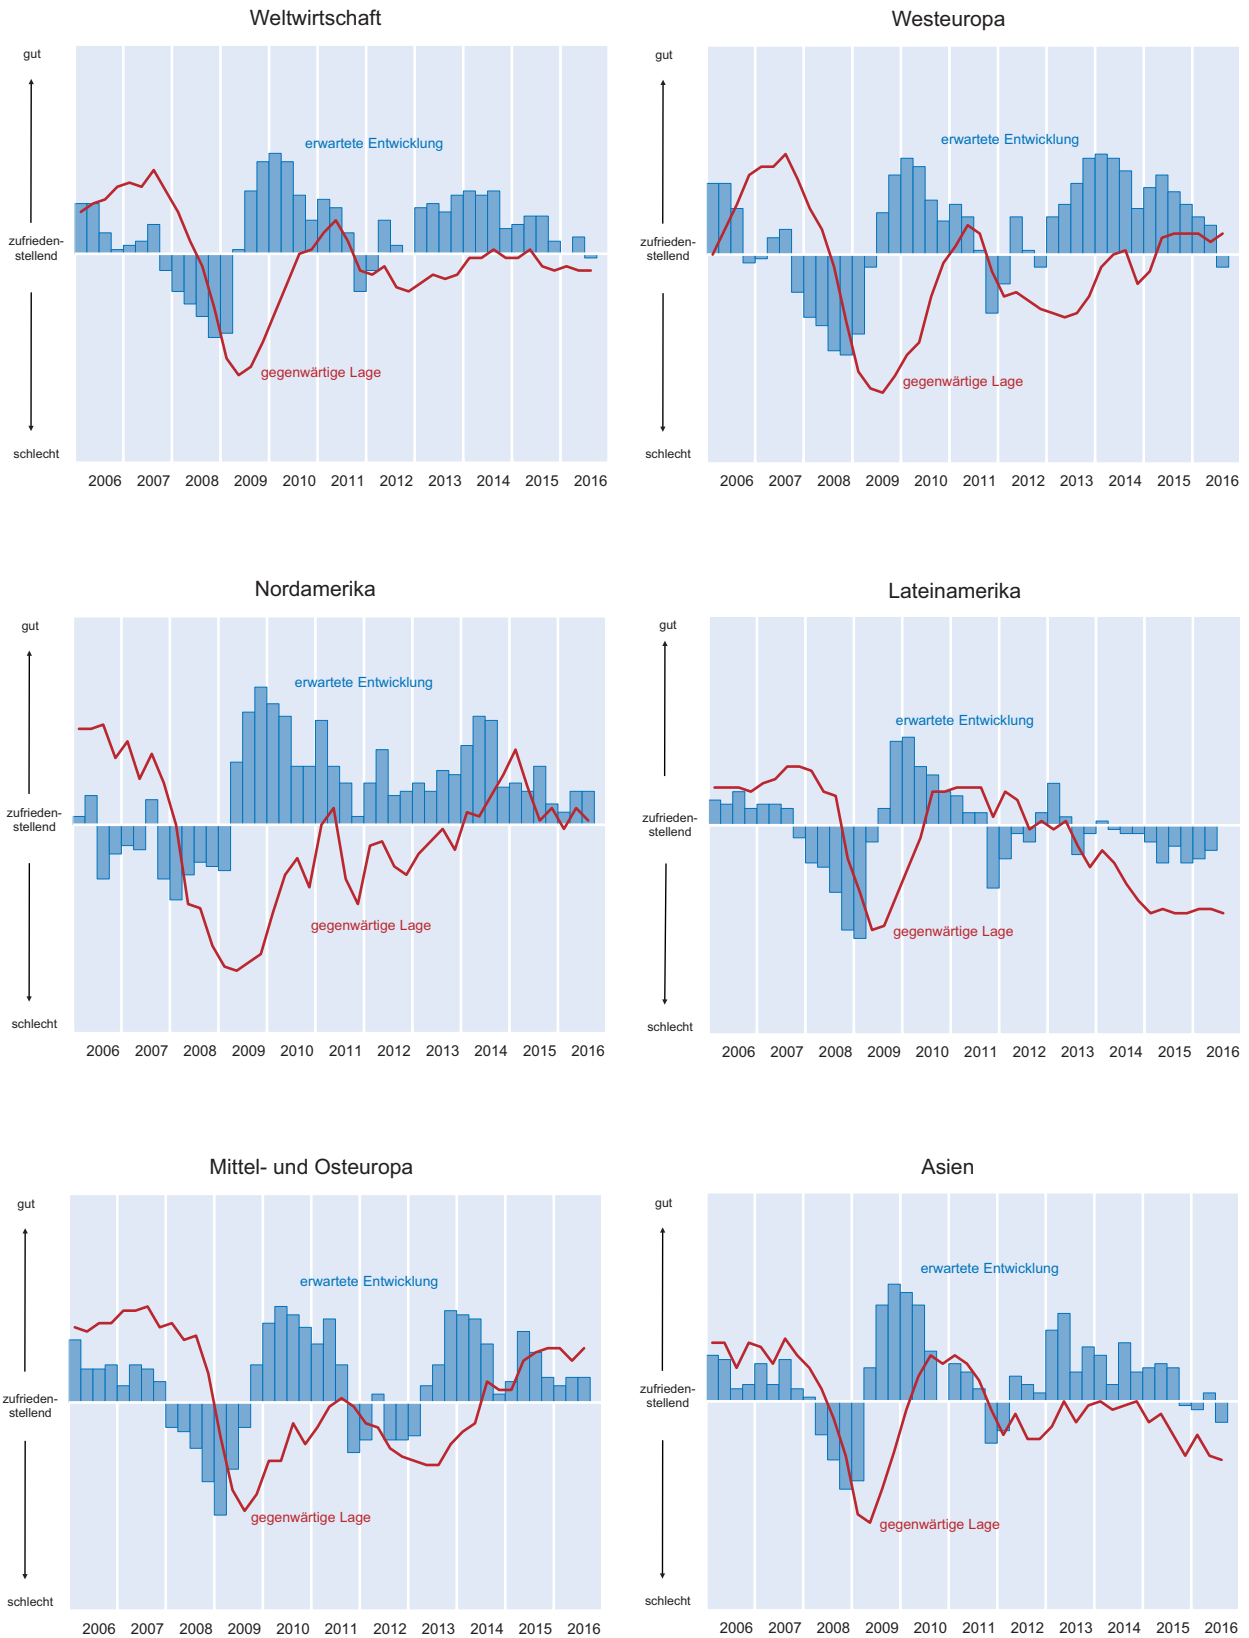 Weltwirtschaft
gut
zufrieden-
stellend
schlecht
erwartete Entwicklung
gegenwärtige Lage
2006 2007 2008 2009 2010 2011 2012 2013 2014 2015 2016
Westeuropa
gut
zufrieden-
stellend
schlecht
erwartete Entwicklung
gegenwärtige Lage
2006 2007 2008 2009 2010 2011 2012 2013 2014 2015 2016
Nordamerika
gut
zufrieden-
stellend
schlecht
erwartete Entwicklung
gegenwärtige Lage
2006 2007 2008 2009 2010 2011 2012 2013 2014 2015 2016
Lateinamerika
gut
zufrieden-
stellend
schlecht
erwartete Entwicklung
gegenwärtige Lage
2006 2007 2008 2009 2010 2011 2012 2013 2014 2015 2016
Mittel- und Osteuropa
gut
zufrieden-
stellend
schlecht
erwartete Entwicklung
gegenwärtige Lage
2006 2007 2008 2009 2010 2011 2012 2013 2014 2015 2016
Asien
gut
zufrieden-
stellend
schlecht
erwartete Entwicklung
gegenwärtige Lage
2006 2007 2008 2009 2010 2011 2012 2013 2014 2015 2016